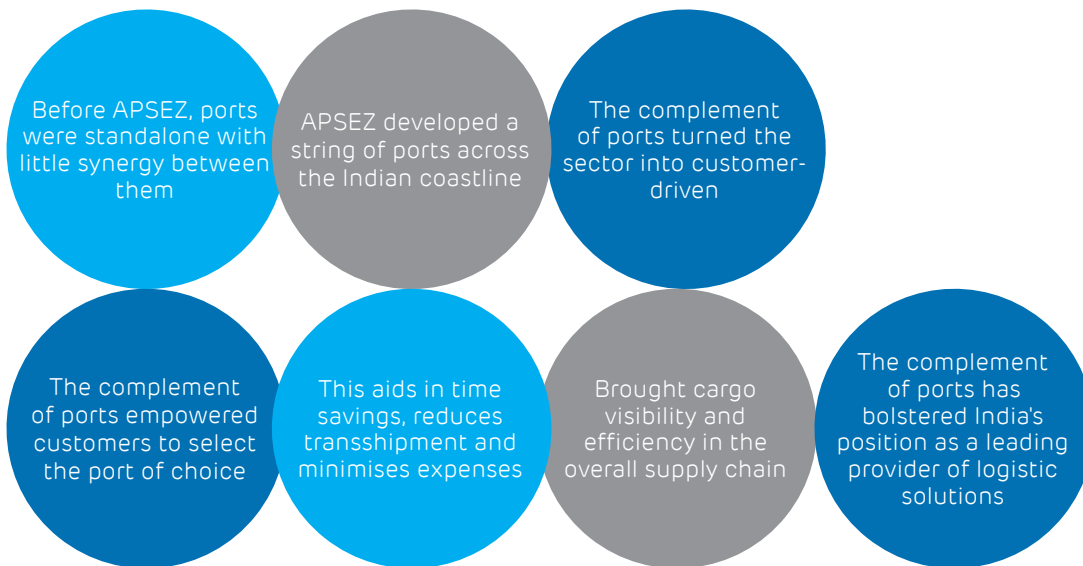 Before APSEZ, ports
were standalone with
little synergy between
them
APSEZ developed a
string of ports across
the Indian coastline
The complement
of ports turned the
sector into customer-
driven
The complement
of ports empowered
customers to select
the port of choice
This aids in time
savings, reduces
transshipment and
minimises expenses
Brought cargo
visibility and
efficiency in the
overall supply chain
The complement
of ports has
bolstered India's
position as a leading
provider of logistic
solutions